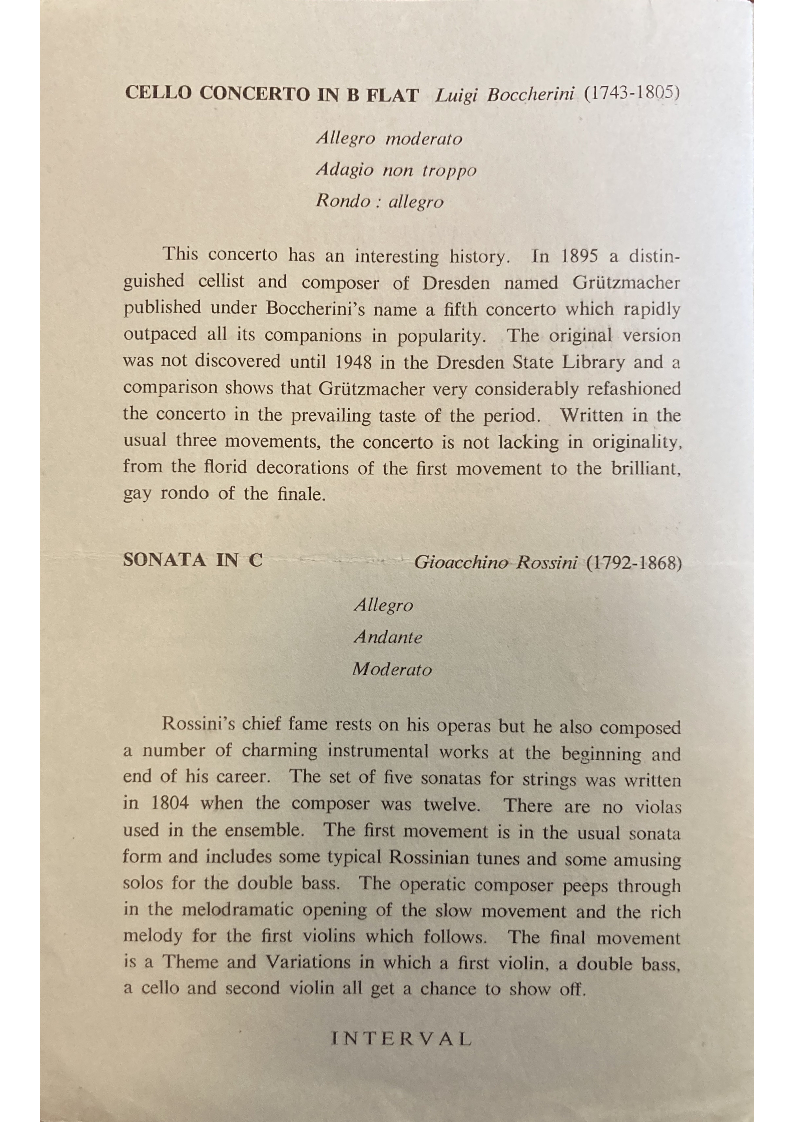 CELLO CONCERTO IN B FLAT Luigi Boccherini (1743-1805)
Allegro moderato
Adagio non troppo
Rondo : allegro
This concerto has an interesting history. In 1895 a distin-
guished cellist and composer of Dresden named Grützmacher
published under Boccherini's name a fifth concerto which rapidly
outpaced all its companions in popularity. The original version
was not discovered until 1948 in the Dresden State Library and a
comparison shows that Grützmacher very considerably refashioned
the concerto in the prevailing taste of the period. Written in the
usual three movements, the concerto is not lacking in originality,
from the florid decorations of the first movement to the brilliant,
gay rondo of the finale.
SONATA IN C Gioacchino Rossini (1792-1868)
Allegro
Andante
Moderato
Rossini's chief fame rests on his operas but he also composed
a number of charming instrumental works at the beginning and
end of his career. The set of five sonatas for strings was written
in 1804 when the composer was twelve. There are no violas
used in the ensemble. The first movement is in the usual sonata
form and includes some typical Rossinian tunes and some amusing
solos for the double bass. The operatic composer peeps through
in the melodramatic opening of the slow movement and the rich
melody for the first violins which follows. The final movement
is a Theme and Variations in which a first violin, a double bass,
a cello and second violin all get a chance to show off.
INTERVAL